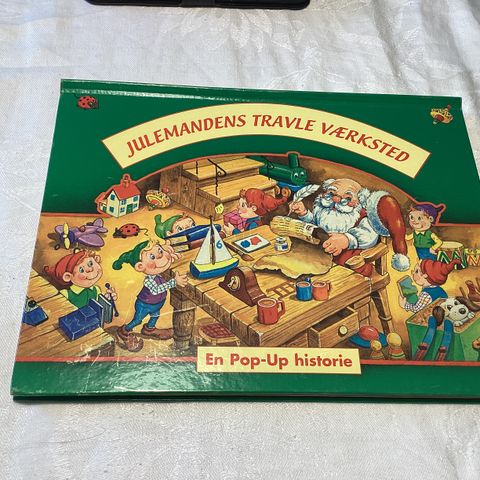 JULEMANDENS TRAVLE VÆRKSTED
En Pop-Up historie